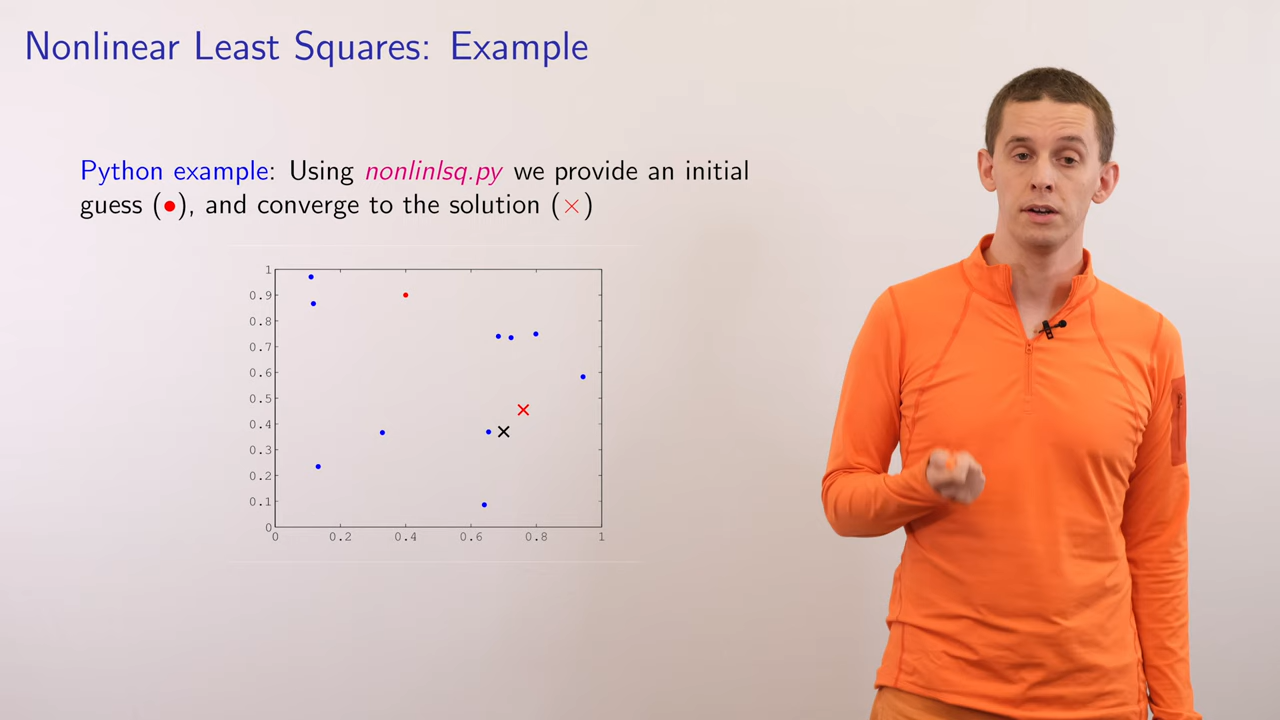 Nonlinear Least Squares: Example
Python example: Using nonlinlsq.py we provide an initial
guess (•), and converge to the solution (×)
1
0.9
0.8
0.7
0.6
0.5
0.4
0.3
0.2
0.1
0
0 0.2 0.4 0.6 0.8 1